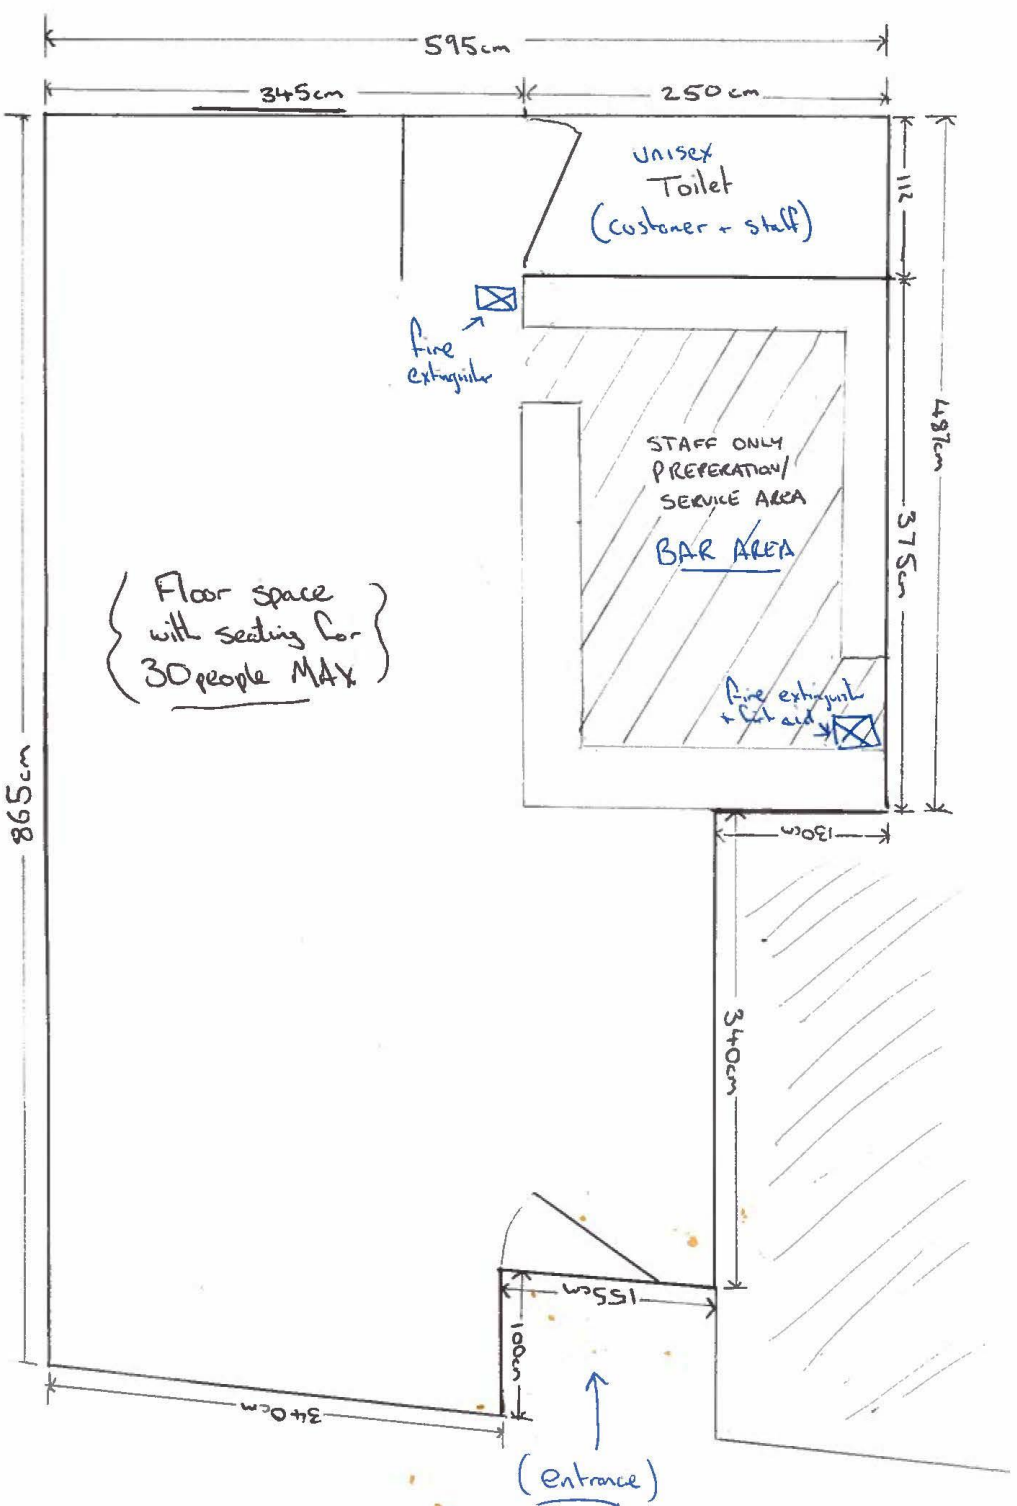 595cm
345cm
250cm
unisex
Toilet
(customer + staff)
112
fire
extinguisher
487cm
STAFF ONLY
PREPERATION/
SERVICE AREA
BAR AREA
375cm
{Floor space
with seating for
30 people MAX}
fire extinguisher
+ first aid
865cm
130cm
340cm
155cm
100cm
340cm
(entrance)